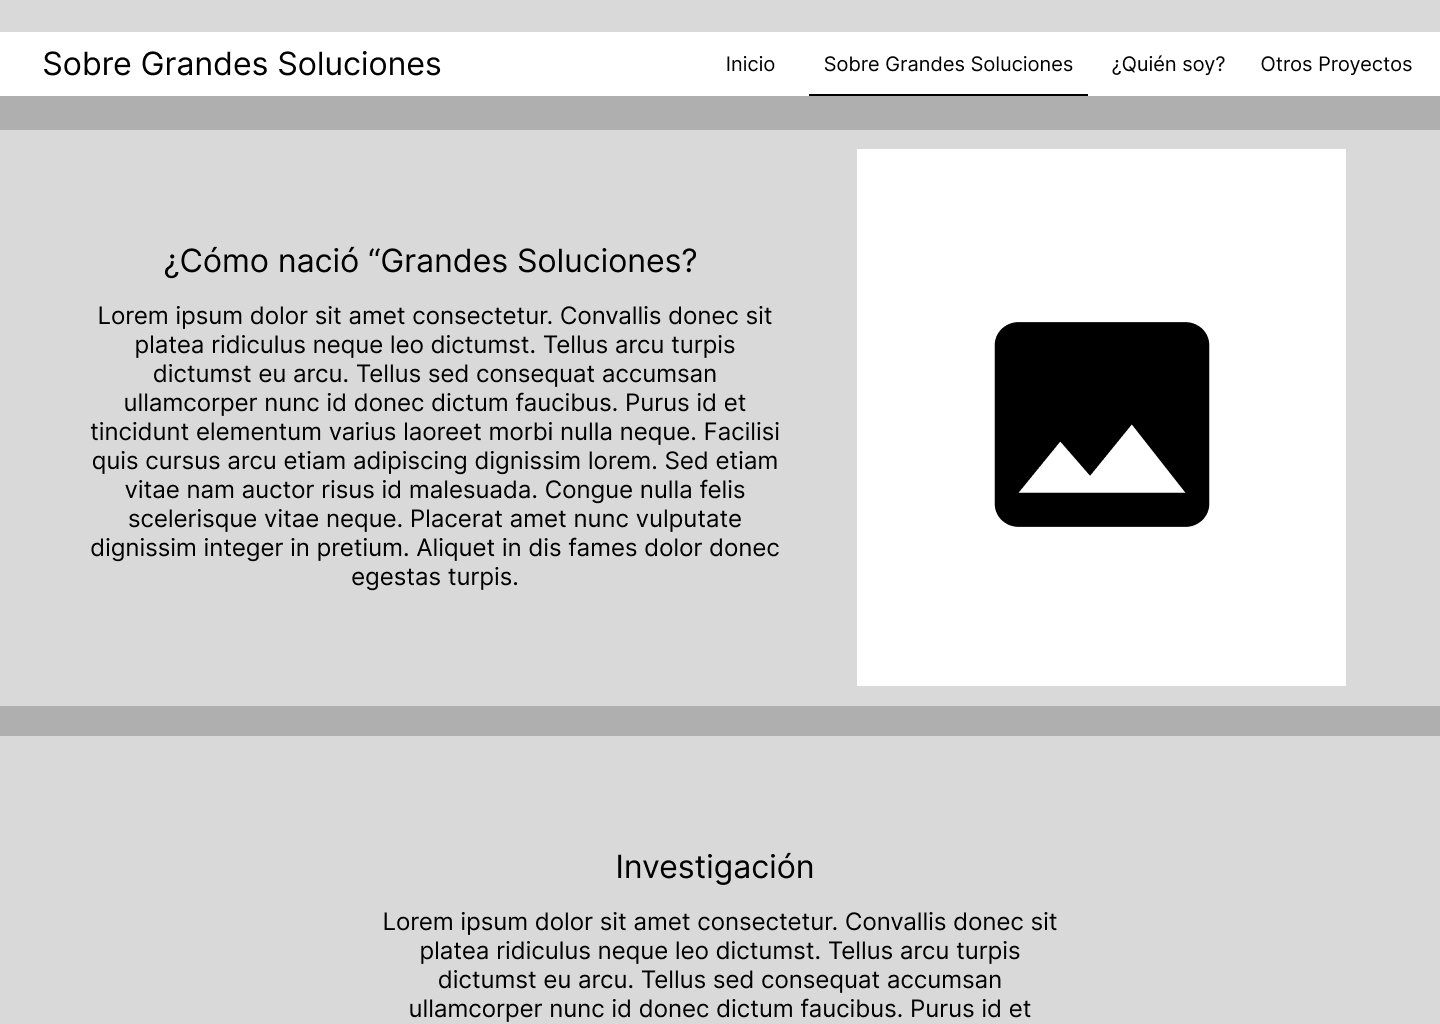 Sobre Grandes Soluciones
Inicio
Sobre Grandes Soluciones
¿Quién soy?
Otros Proyectos
¿Cómo nació “Grandes Soluciones?
Lorem ipsum dolor sit amet consectetur. Convallis donec sit
platea ridiculus neque leo dictumst. Tellus arcu turpis
dictumst eu arcu. Tellus sed consequat accumsan
ullamcorper nunc id donec dictum faucibus. Purus id et
tincidunt elementum varius laoreet morbi nulla neque. Facilisi
quis cursus arcu etiam adipiscing dignissim lorem. Sed etiam
vitae nam auctor risus id malesuada. Congue nulla felis
scelerisque vitae neque. Placerat amet nunc vulputate
dignissim integer in pretium. Aliquet in dis fames dolor donec
egestas turpis.
Investigación
Lorem ipsum dolor sit amet consectetur. Convallis donec sit
platea ridiculus neque leo dictumst. Tellus arcu turpis
dictumst eu arcu. Tellus sed consequat accumsan
ullamcorper nunc id donec dictum faucibus. Purus id et